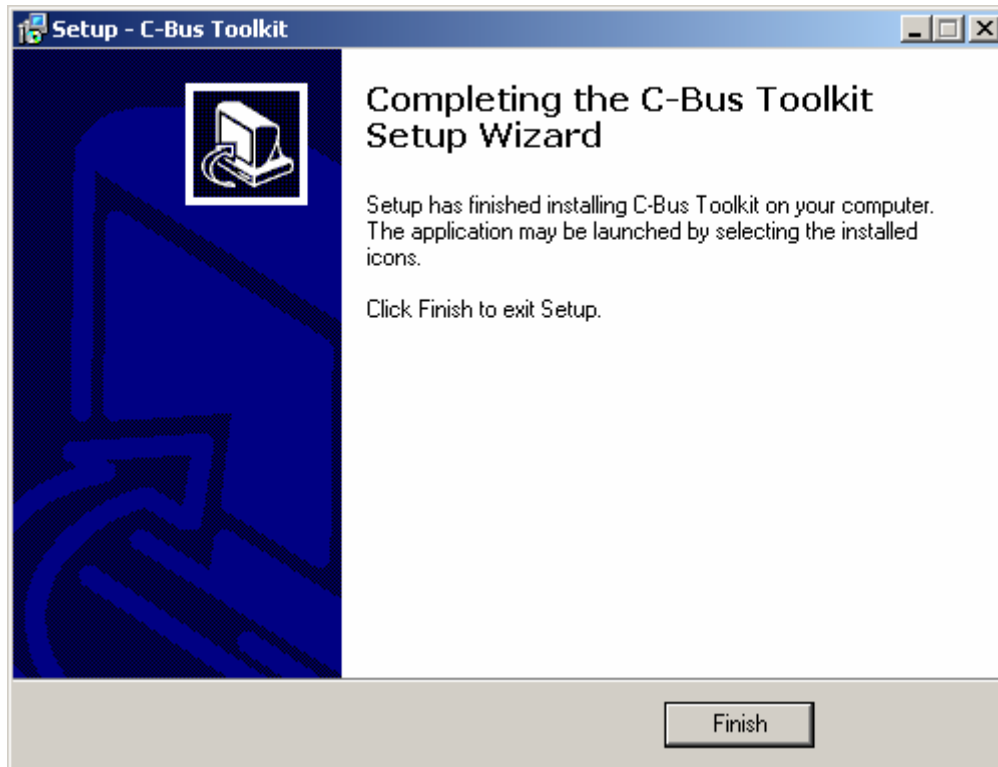 Setup - C-Bus Toolkit
Completing the C-Bus Toolkit
Setup Wizard
Setup has finished installing C-Bus Toolkit on your computer.
The application may be launched by selecting the installed
icons.
Click Finish to exit Setup.
Finish